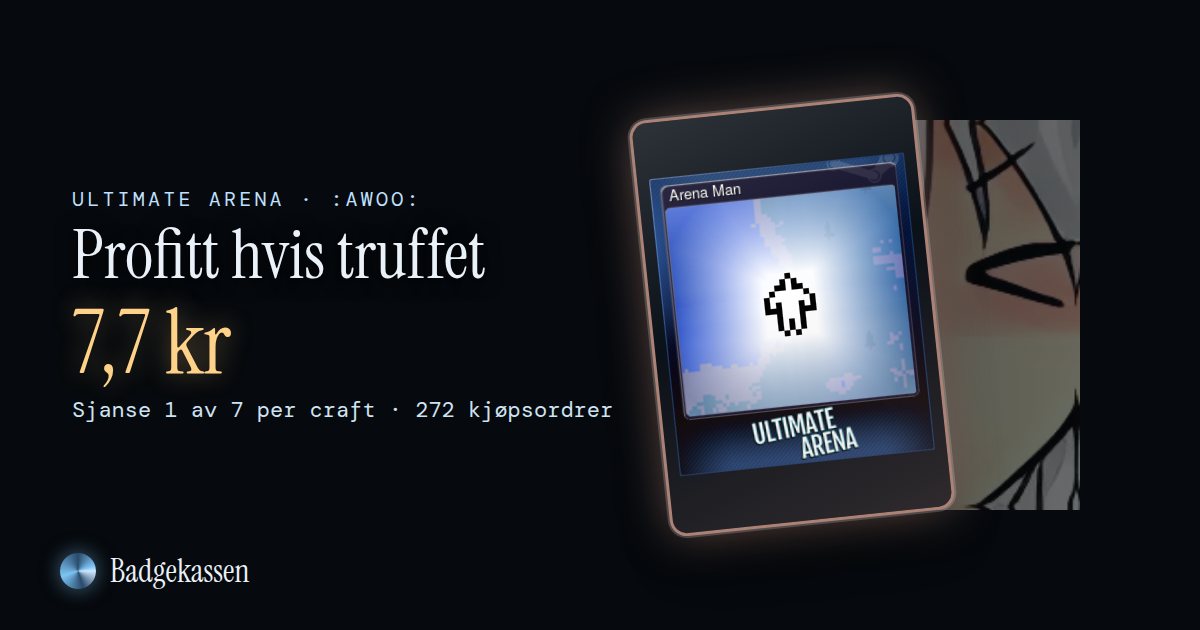 ULTIMATE ARENA · :AWOO:
Profitt hvis truffet
7,7 kr
Sjanse 1 av 7 per craft · 272 kjøpsordrer
Arena Man
ULTIMATE
ARENA
Badgekassen